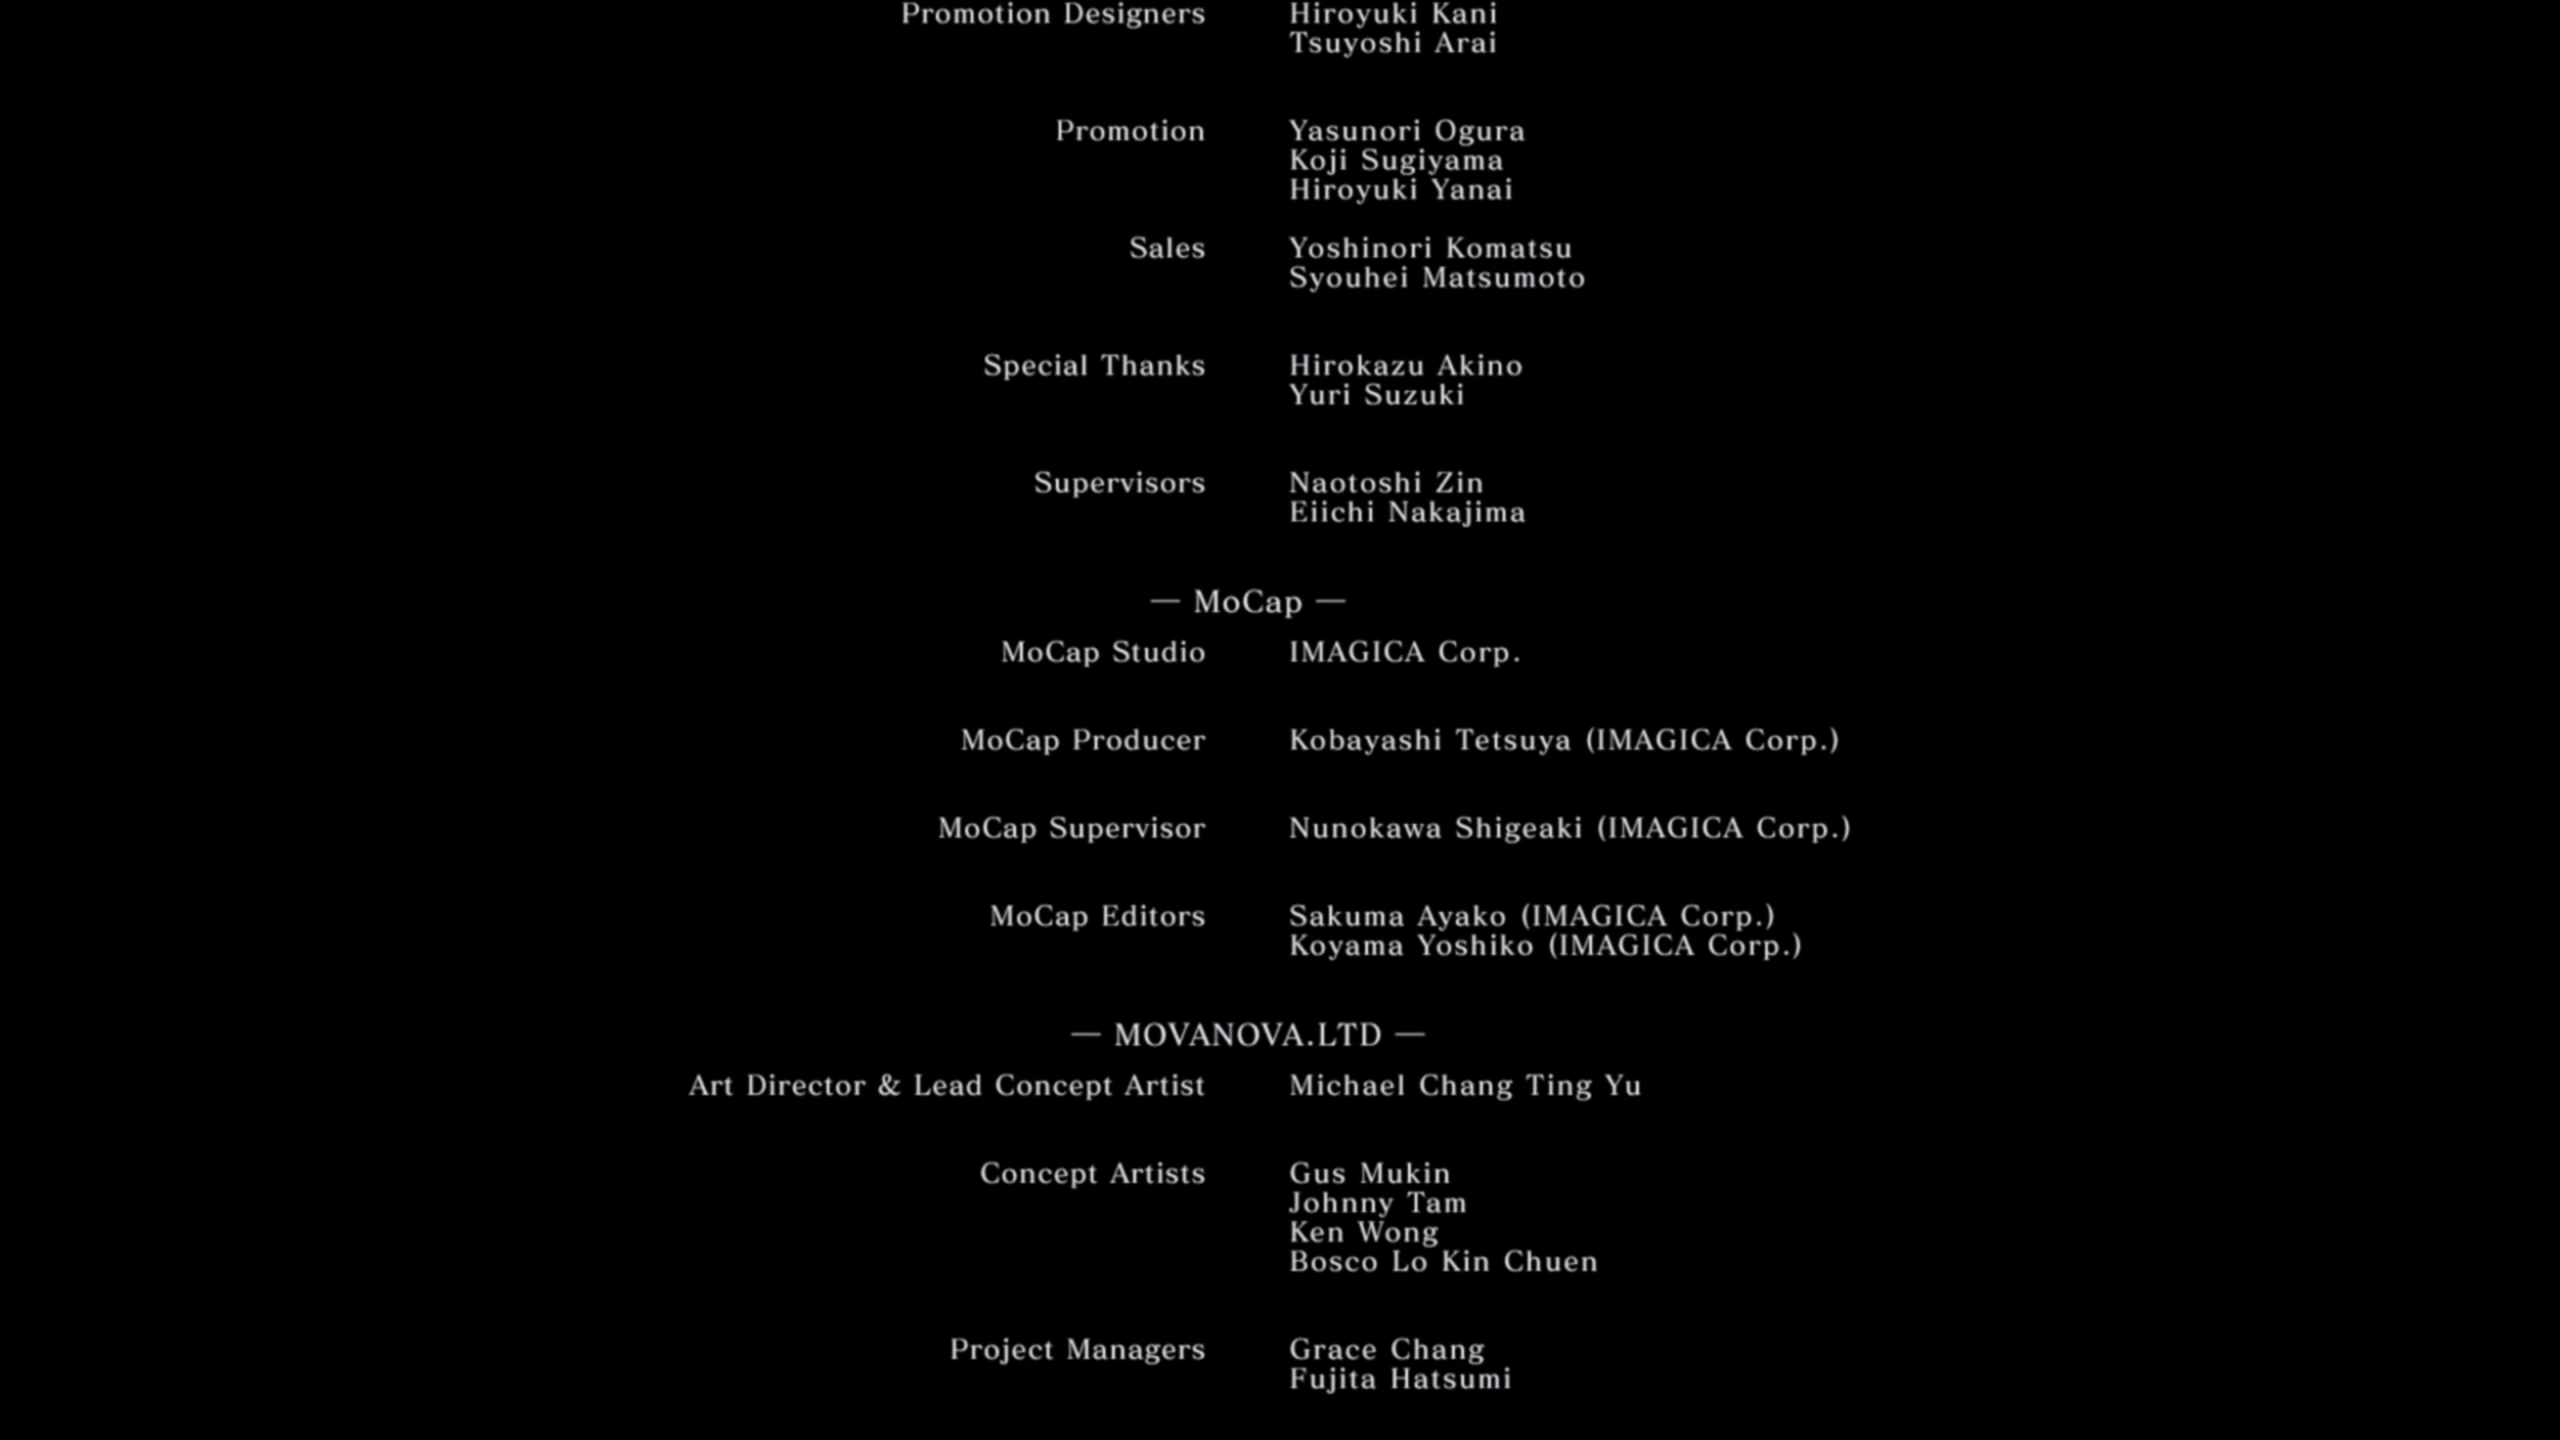 Promotion Designers Hiroyuki Kani
Tsuyoshi Arai
Promotion Yasunori Ogura
Koji Sugiyama
Hiroyuki Yanai
Sales Yoshinori Komatsu
Syouhei Matsumoto
Special Thanks Hirokazu Akino
Yuri Suzuki
Supervisors Naotoshi Zin
Eiichi Nakajima
— MoCap —
MoCap Studio IMAGICA Corp.
MoCap Producer Kobayashi Tetsuya (IMAGICA Corp.)
MoCap Supervisor Nunokawa Shigeaki (IMAGICA Corp.)
MoCap Editors Sakuma Ayako (IMAGICA Corp.)
Koyama Yoshiko (IMAGICA Corp.)
— MOVANOVA.LTD —
Art Director & Lead Concept Artist Michael Chang Ting Yu
Concept Artists Gus Mukin
Johnny Tam
Ken Wong
Bosco Lo Kin Chuen
Project Managers Grace Chang
Fujita Hatsumi